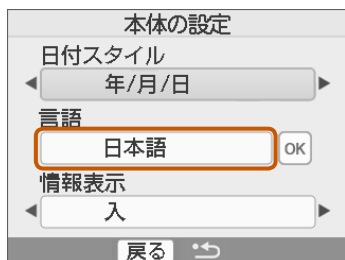 本体の設定
日付スタイル
年/月/日
言語
日本語
OK
情報表示
入
戻る